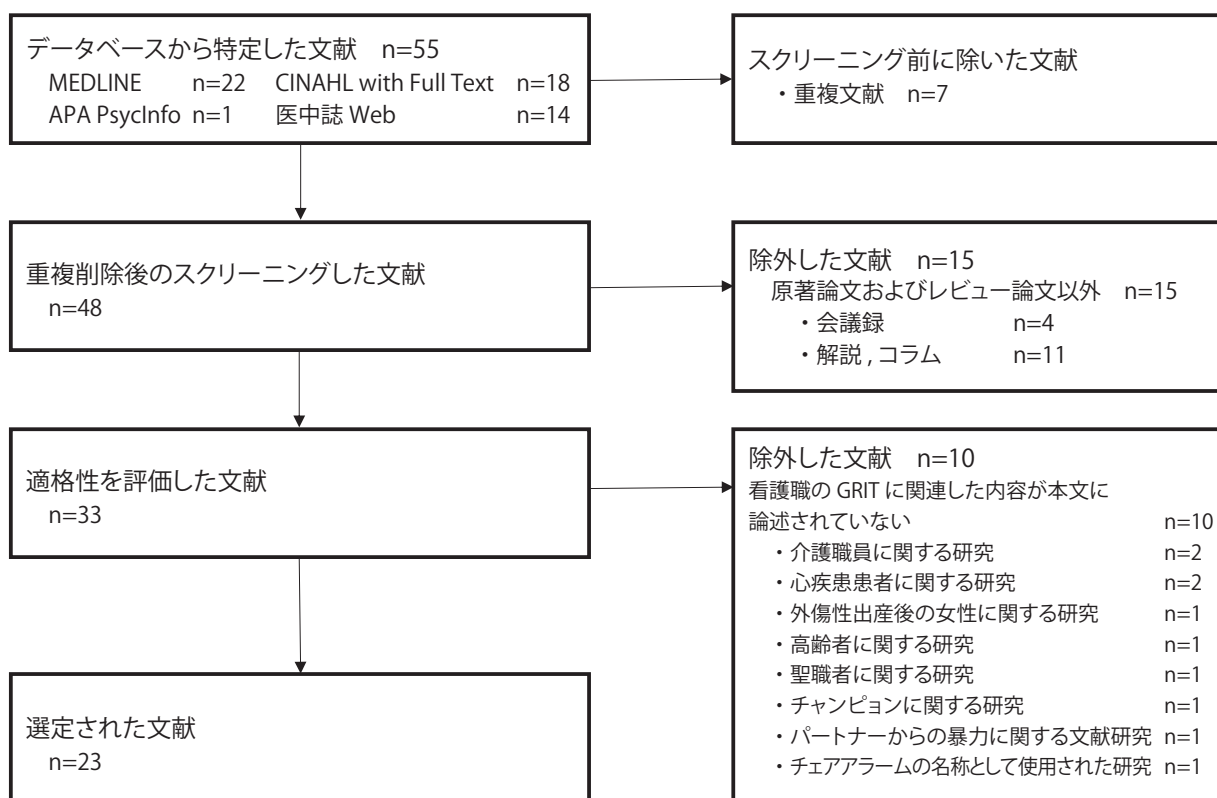 データベースから特定した文献 n=55
MEDLINE n=22 CINAHL with Full Text n=18
APA PsycInfo n=1 医中誌 Web n=14
スクリーニング前に除いた文献
・重複文献 n=7
重複削除後のスクリーニングした文献
n=48
除外した文献 n=15
原著論文およびレビュー論文以外 n=15
・会議録 n=4
・解説 , コラム n=11
適格性を評価した文献
n=33
除外した文献 n=10
看護職の GRIT に関連した内容が本文に
論述されていない n=10
・介護職員に関する研究 n=2
・心疾患患者に関する研究 n=2
・外傷性出産後の女性に関する研究 n=1
・高齢者に関する研究 n=1
・聖職者に関する研究 n=1
・チャンピョンに関する研究 n=1
・パートナーからの暴力に関する文献研究 n=1
・チェアアラームの名称として使用された研究 n=1
選定された文献
n=23